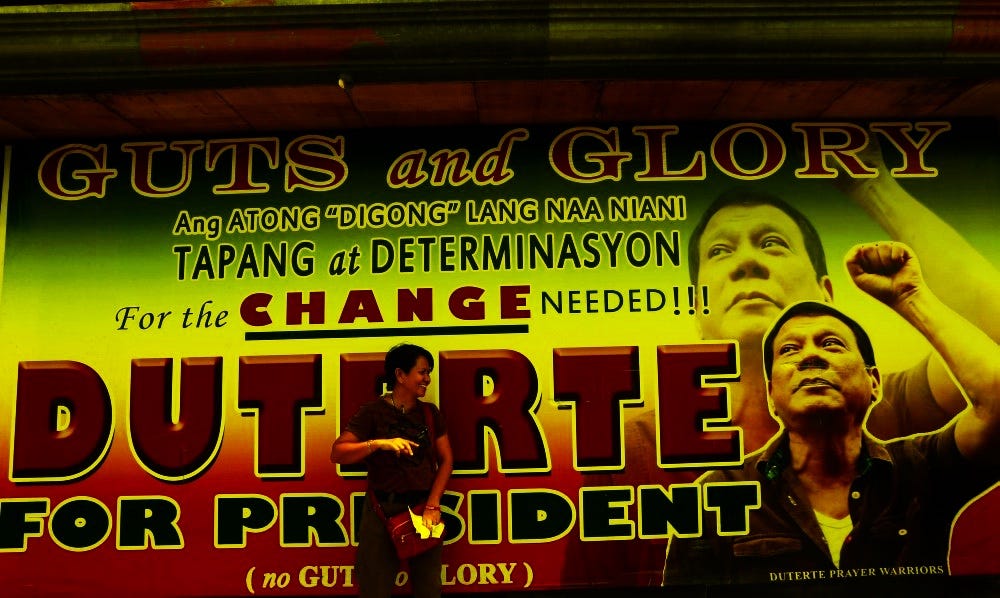 GUTS and GLORY
Ang ATONG "DIGONG" LANG NAA NIANI
TAPANG at DETERMINASYON
For the CHANGE NEEDED!!!
DUTERTE
FOR PRESIDENT
( no GUTS no GLORY )
DUTERTE PRAYER WARRIORS